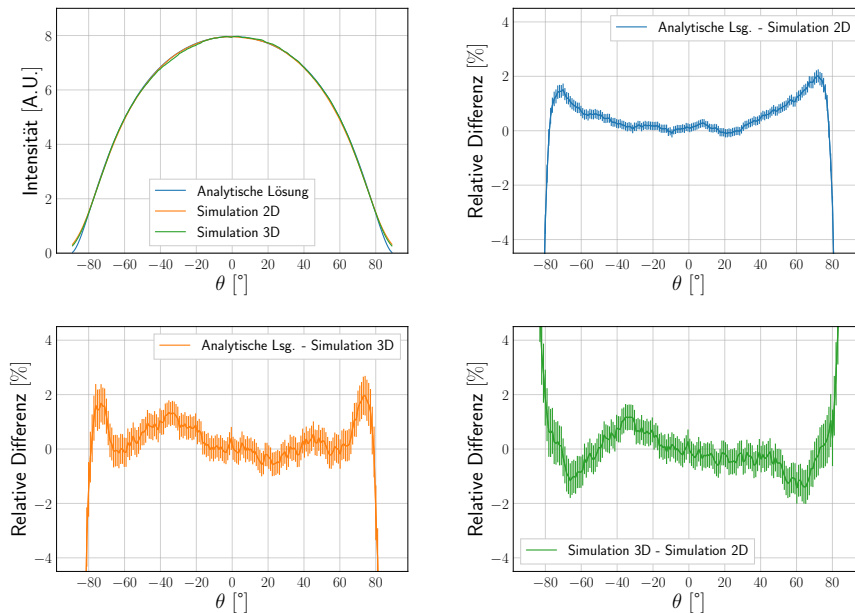 Intensität [A.U.]
8
6
4
2
0
Analytische Lösung
Simulation 2D
Simulation 3D
−80 −60 −40 −20 0 20 40 60 80
θ [°]
Relative Differenz [%]
4
2
0
−2
−4
Analytische Lsg. - Simulation 2D
−80 −60 −40 −20 0 20 40 60 80
θ [°]
Relative Differenz [%]
4
2
0
−2
−4
Analytische Lsg. - Simulation 3D
−80 −60 −40 −20 0 20 40 60 80
θ [°]
Relative Differenz [%]
4
2
0
−2
−4
Simulation 3D - Simulation 2D
−80 −60 −40 −20 0 20 40 60 80
θ [°]